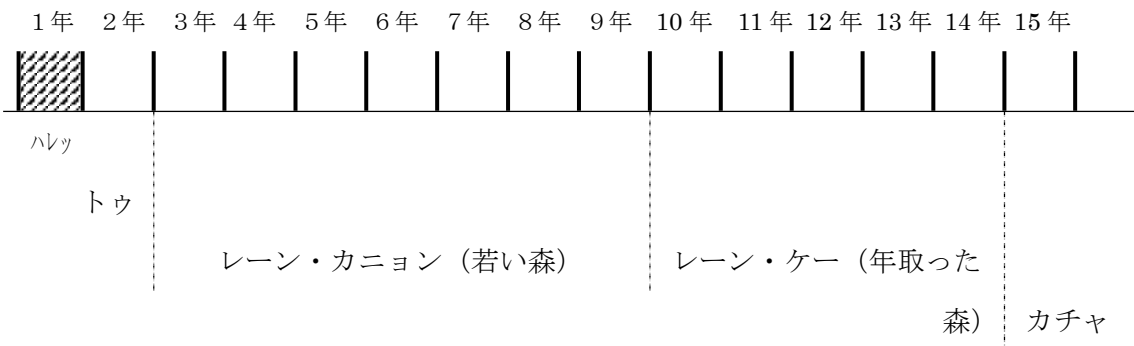 1年 2年 3年 4年 5年 6年 7年 8年 9年 10年 11年 12年 13年 14年 15年
ハレッ
トゥ
レーン・カニョン（若い森） レーン・ケー（年取った
森） カチャ